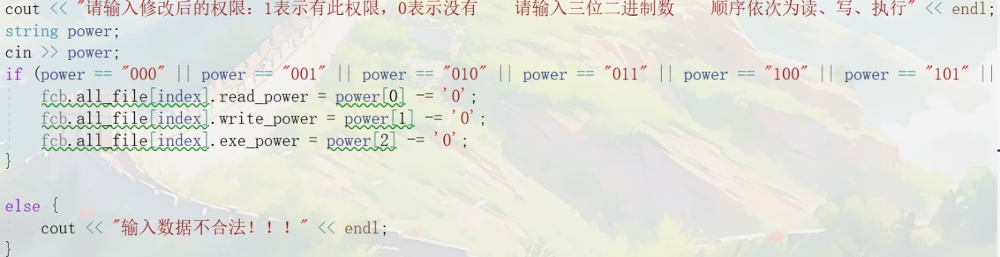 cout << "请输入修改后的权限：1表示有此权限，0表示没有    请输入三位二进制数    顺序依次为读、写、执行" << endl;
string power;
cin >> power;
if (power == "000" || power == "001" || power == "010" || power == "011" || power == "100" || power == "101" ||
    fcb.all_file[index].read_power = power[0] -= '0';
    fcb.all_file[index].write_power = power[1] -= '0';
    fcb.all_file[index].exe_power = power[2] -= '0';
}
else {
    cout << "输入数据不合法！！！" << endl;
}